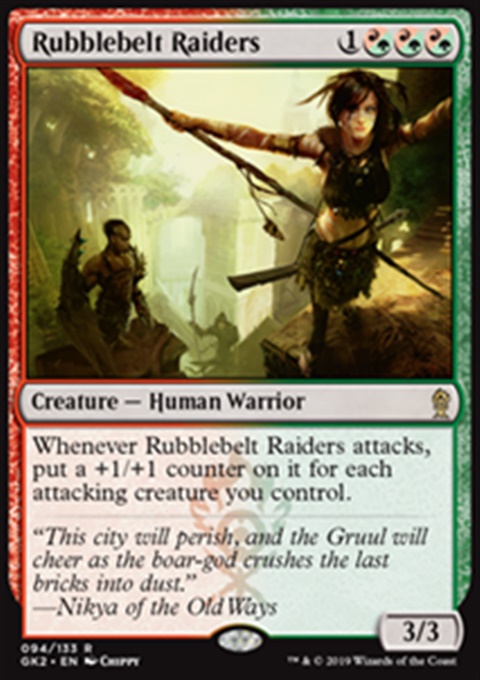 Rubblebelt Raiders 1
Creature — Human Warrior
Whenever Rubblebelt Raiders attacks,
put a +1/+1 counter on it for each
attacking creature you control.
“This city will perish, and the Gruul will
cheer as the boar-god crushes the last
bricks into dust.”
—Nikya of the Old Ways
3/3
094/133 R
GK2 • EN CHIPPY
™ & © 2019 Wizards of the Coast